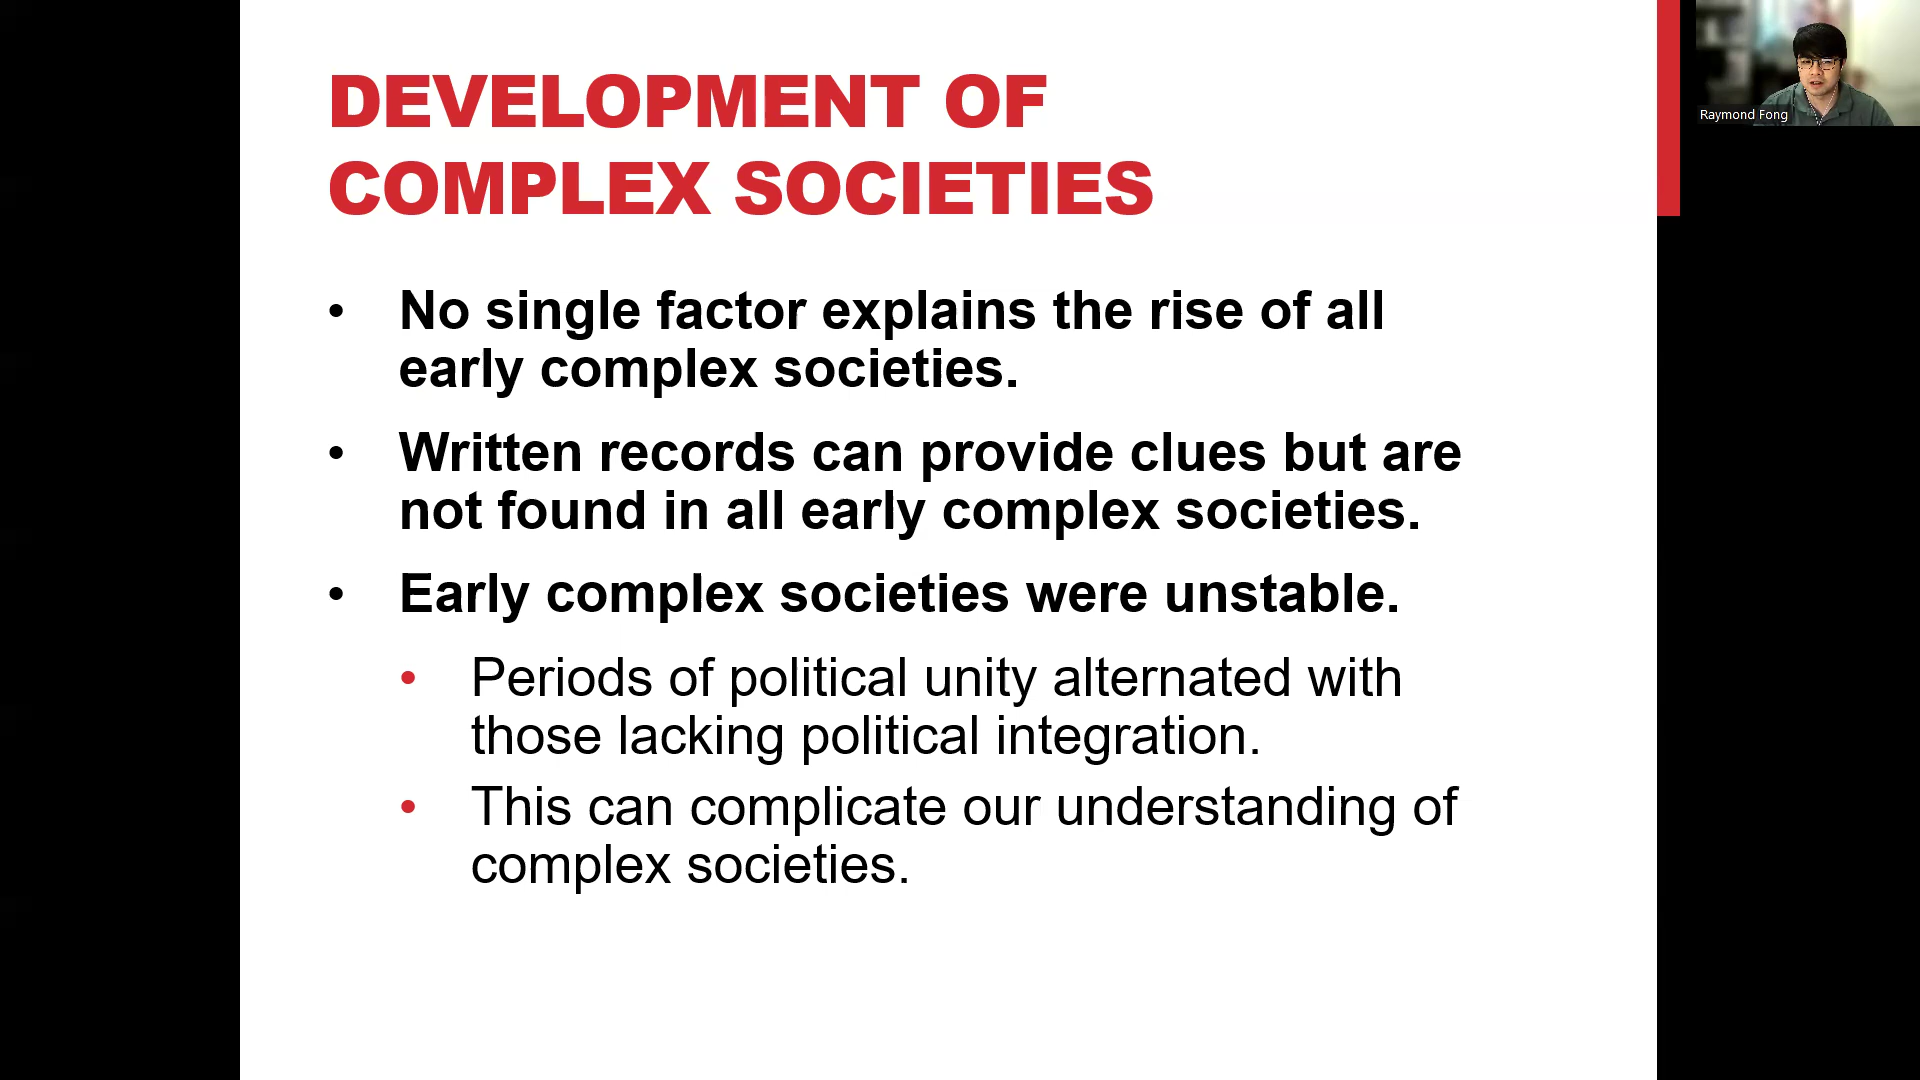 DEVELOPMENT OF
COMPLEX SOCIETIES
• No single factor explains the rise of all
early complex societies.
• Written records can provide clues but are
not found in all early complex societies.
• Early complex societies were unstable.
• Periods of political unity alternated with
those lacking political integration.
• This can complicate our understanding of
complex societies.
Raymond Fong